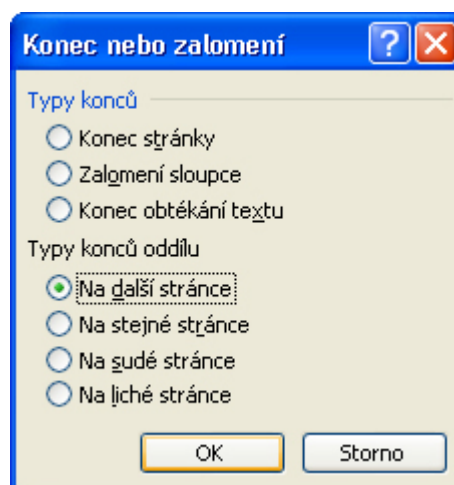 Konec nebo zalomení
Typy konců
Konec stránky
Zalomení sloupce
Konec obtékání textu
Typy konců oddílu
Na další stránce
Na stejné stránce
Na sudé stránce
Na liché stránce
OK Storno